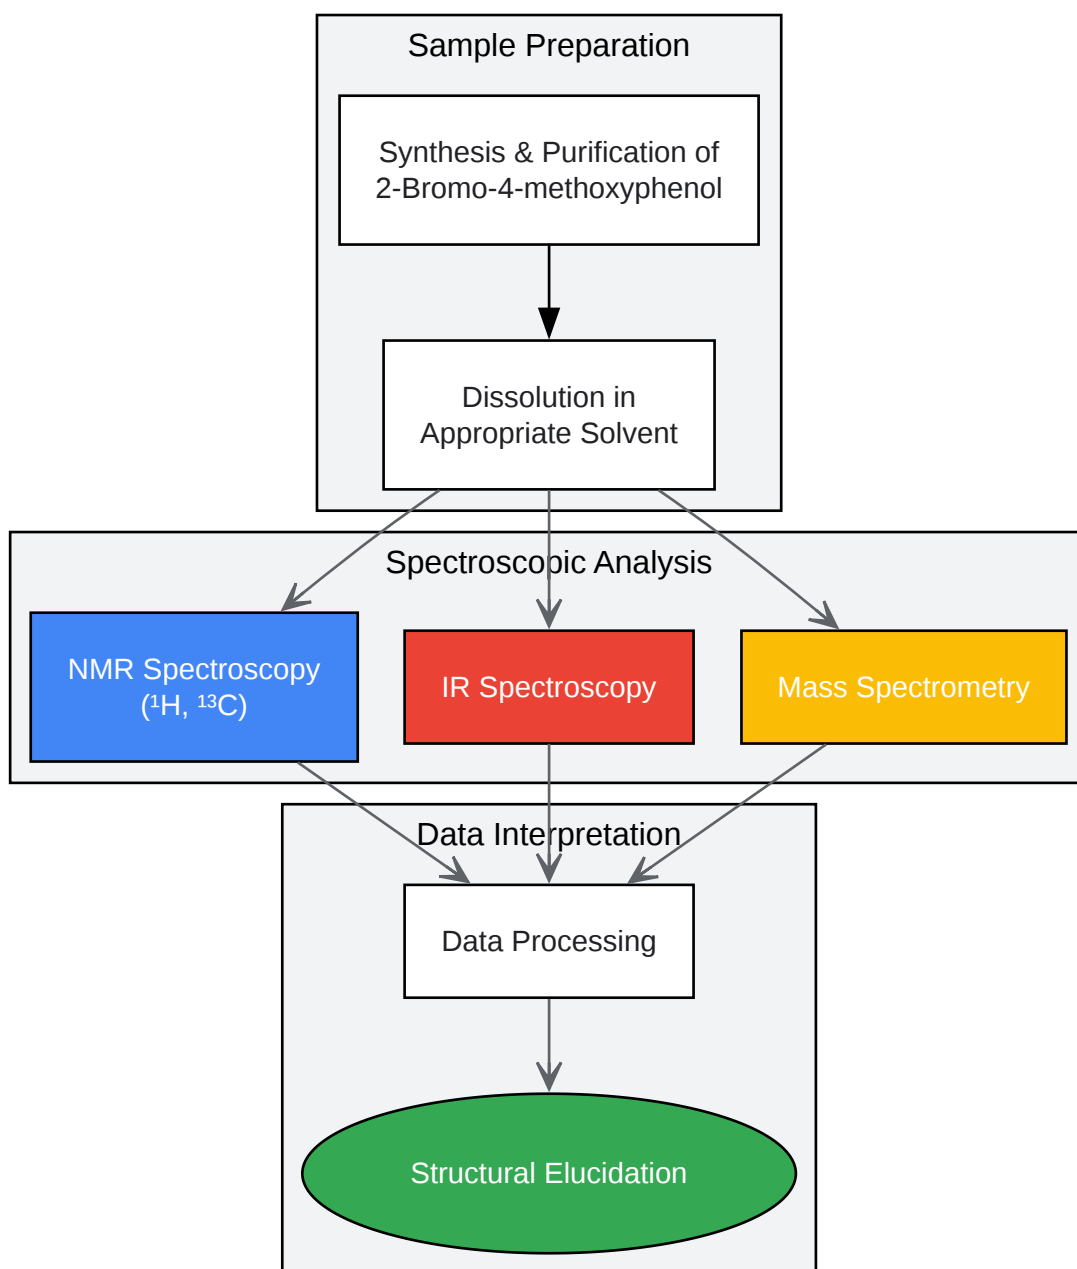 Sample Preparation
Synthesis & Purification of
2-Bromo-4-methoxyphenol
Dissolution in
Appropriate Solvent
Spectroscopic Analysis
NMR Spectroscopy
(¹H, ¹³C)
IR Spectroscopy
Mass Spectrometry
Data Interpretation
Data Processing
Structural Elucidation